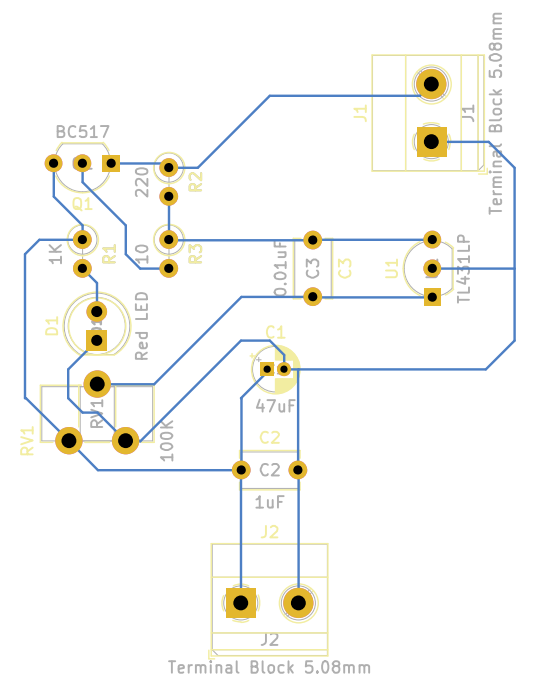 Terminal Block 5.08mm
J1
J1
BC517
Q1
220
R2
1K
R1
10
R3
0.01uF
C3
C3
U1
TL431LP
D1
Red LED
C1
47uF
RV1
RV1
100K
C2
C2
1uF
J2
J2
Terminal Block 5.08mm